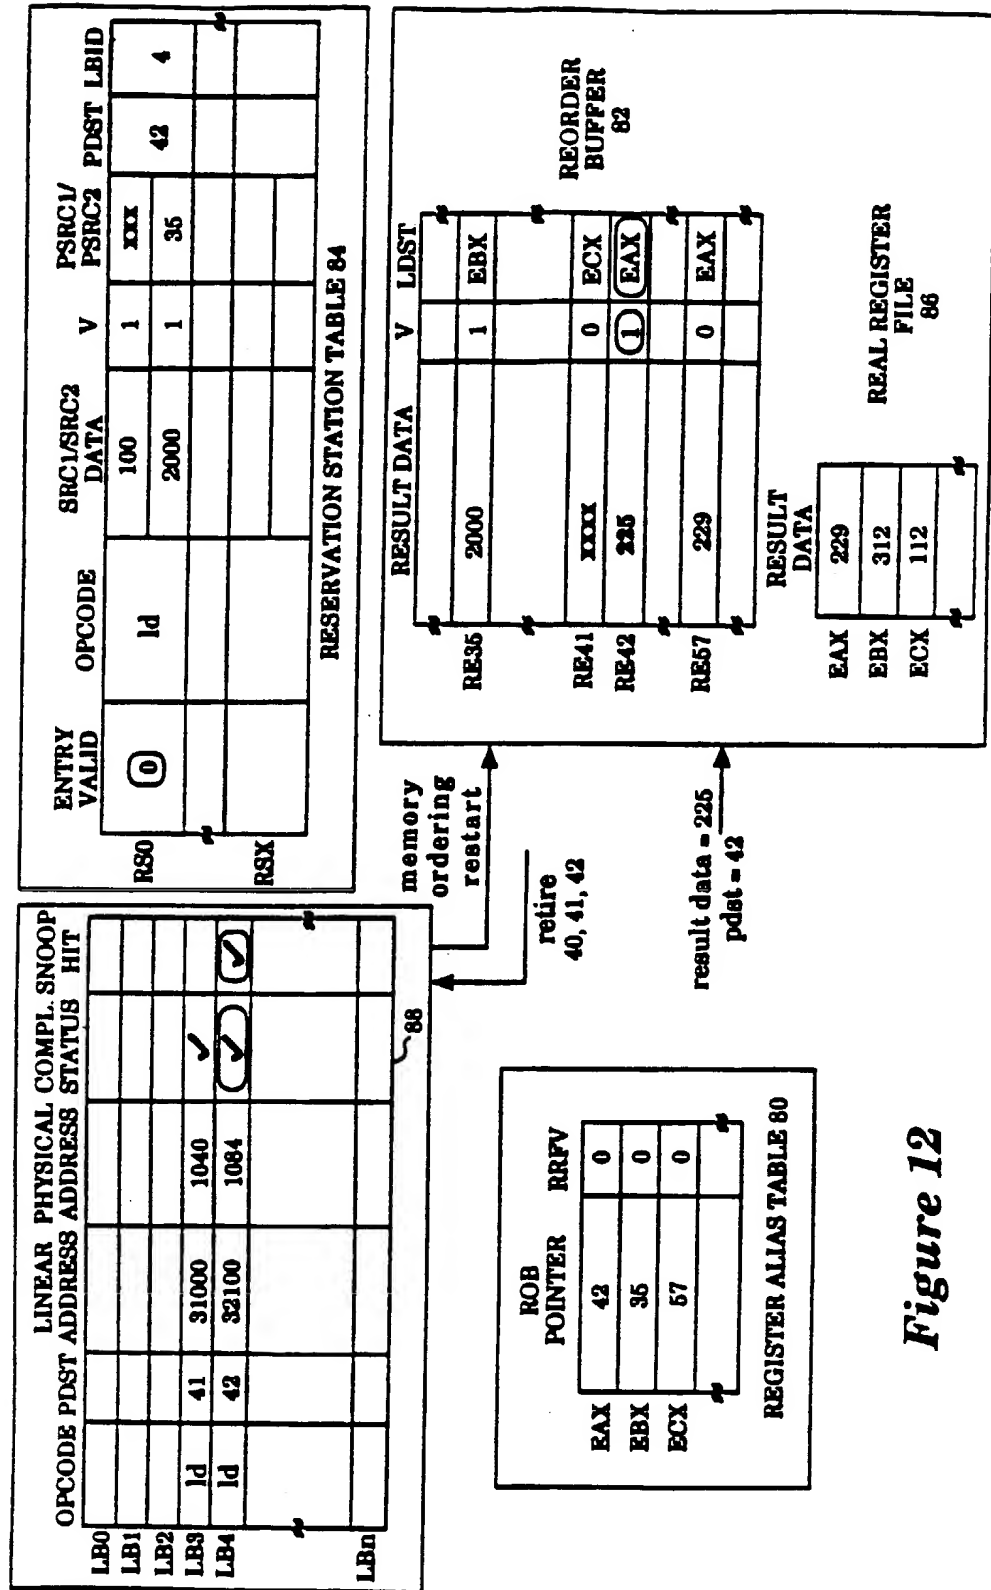 OPCODE PDST LINEAR ADDRESS PHYSICAL ADDRESS COMPL. STATUS SNOOP HIT
LB0
LB1
LB2
LB3 ld 41 31000 1040 ✓
LB4 ld 42 32100 1084 ✓ ✓
LBn
88
ENTRY VALID OPCODE SRC1/SRC2 DATA V PSRC1/PSRC2 PDST LBID
RS0 0 ld 100 1 xxx 42 4
2000 1 35
RSX
RESERVATION STATION TABLE 84
memory
ordering
restart
retire
40, 41, 42
result data = 225
pdst = 42
RESULT DATA V LDST
RE35 2000 1 EBX
RE41 xxxx 0 ECX
RE42 225 1 EAX
RE57 229 0 EAX
REORDER
BUFFER
82
RESULT
DATA
EAX 229
EBX 312
ECX 112
REAL REGISTER
FILE
86
ROB
POINTER RRFV
EAX 42 0
EBX 35 0
ECX 57 0
REGISTER ALIAS TABLE 80
Figure 12